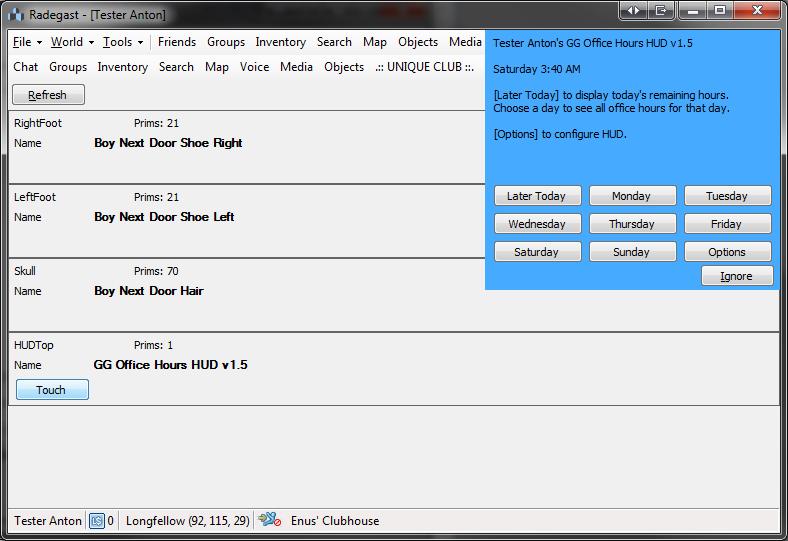 Radegast - [Tester Anton]
File World Tools Friends Groups Inventory Search Map Objects Media
Chat Groups Inventory Search Map Voice Media Objects .:: UNIQUE CLUB ::.
Refresh
RightFoot Prims: 21
Name Boy Next Door Shoe Right
LeftFoot Prims: 21
Name Boy Next Door Shoe Left
Skull Prims: 70
Name Boy Next Door Hair
HUDTop Prims: 1
Name GG Office Hours HUD v1.5
Touch
Tester Anton's GG Office Hours HUD v1.5
Saturday 3:40 AM
[Later Today] to display today's remaining hours.
Choose a day to see all office hours for that day.
[Options] to configure HUD.
Later Today Monday Tuesday
Wednesday Thursday Friday
Saturday Sunday Options
Ignore
Tester Anton L$ 0 Longfellow (92, 115, 29) Enus' Clubhouse